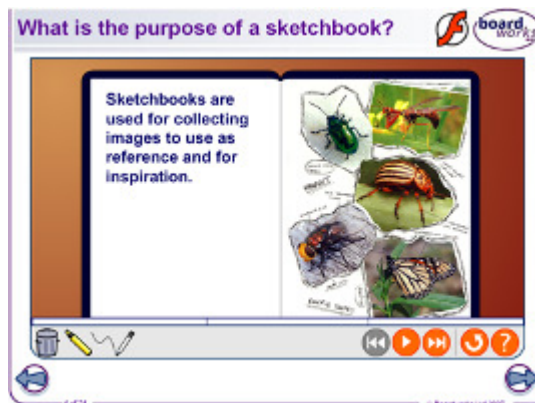 What is the purpose of a sketchbook?
board
works
Sketchbooks are
used for collecting
images to use as
reference and for
inspiration.
?